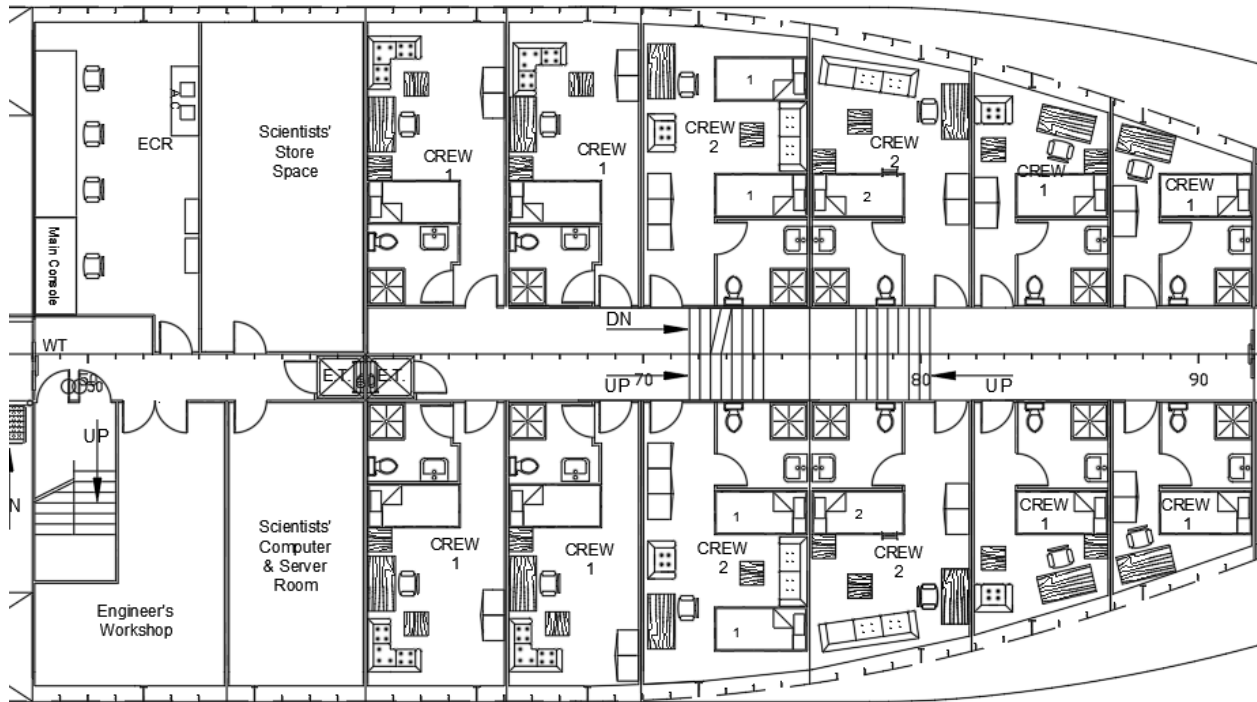 ECR
A
C
Main Console
WT
Scientists'
Store
Space
CREW
1
CREW
1
CREW
2
1
1
CREW
2
2
CREW
1
CREW
1
DN
UP
UP
50
E.T.
60
E.T.
70
80
90
UP
N
Engineer's
Workshop
Scientists'
Computer
& Server
Room
CREW
1
CREW
1
CREW
2
1
1
CREW
2
2
CREW
1
CREW
1